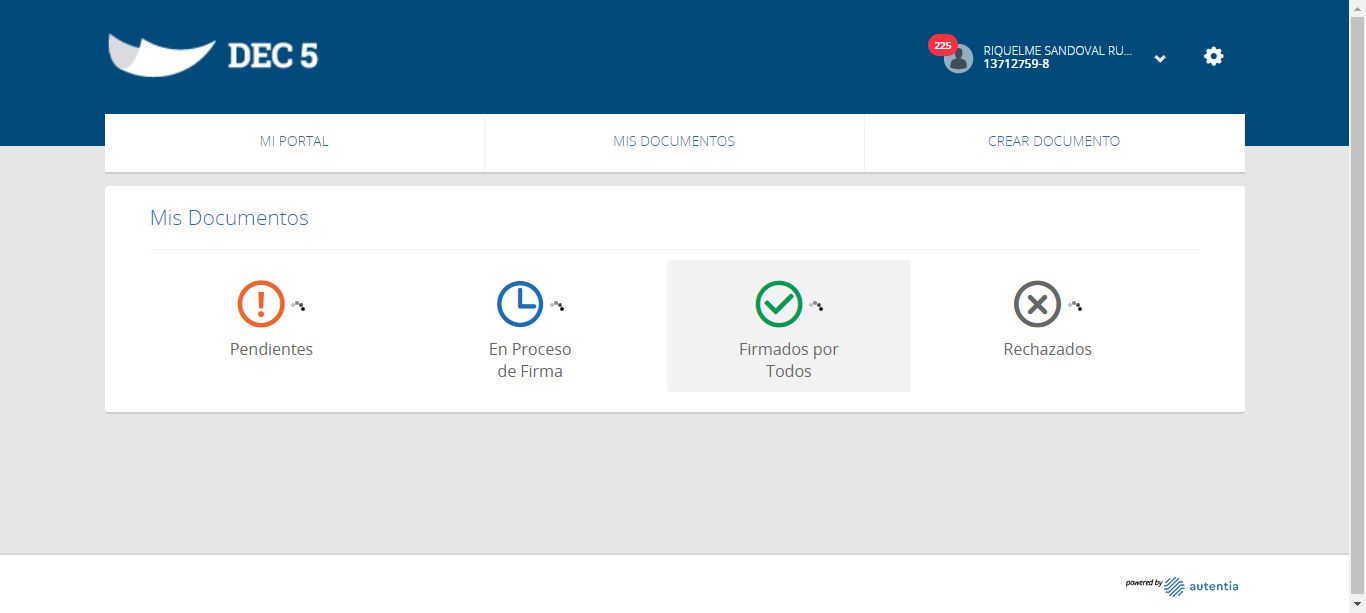 DEC 5
225
RIQUELME SANDOVAL RU...
13712759-8
MI PORTAL
MIS DOCUMENTOS
CREAR DOCUMENTO
Mis Documentos
Pendientes
En Proceso
de Firma
Firmados por
Todos
Rechazados
powered by autentia